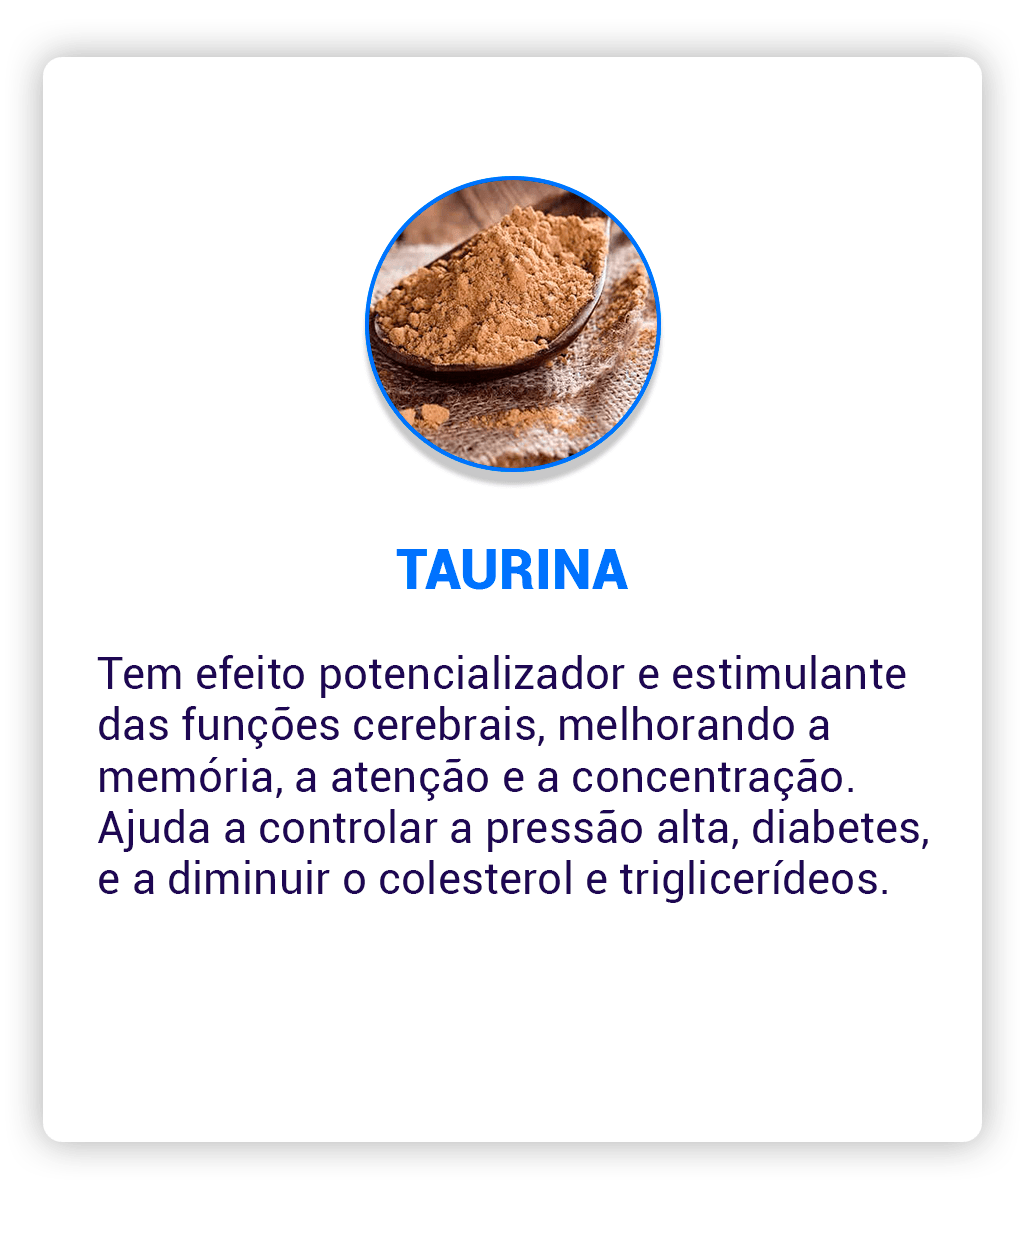 TAURINA
Tem efeito potencializador e estimulante
das funções cerebrais, melhorando a
memória, a atenção e a concentração.
Ajuda a controlar a pressão alta, diabetes,
e a diminuir o colesterol e triglicerídeos.